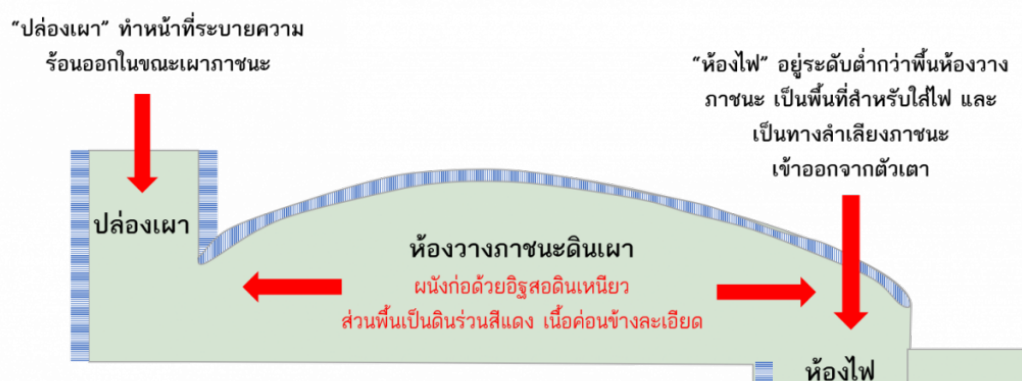 “ปล่องเผา” ทำหน้าที่ระบายความ
ร้อนออกในขณะเผาภาชนะ
“ห้องไฟ” อยู่ระดับต่ำกว่าพื้นห้องวาง
ภาชนะ เป็นพื้นที่สำหรับใส่ไฟ และ
เป็นทางลำเลียงภาชนะ
เข้าออกจากตัวเตา
ปล่องเผา
ห้องวางภาชนะดินเผา
ผนังก่อด้วยอิฐสอดินเหนียว
ส่วนพื้นเป็นดินร่วนสีแดง เนื้อค่อนข้างละเอียด
ห้องไฟ